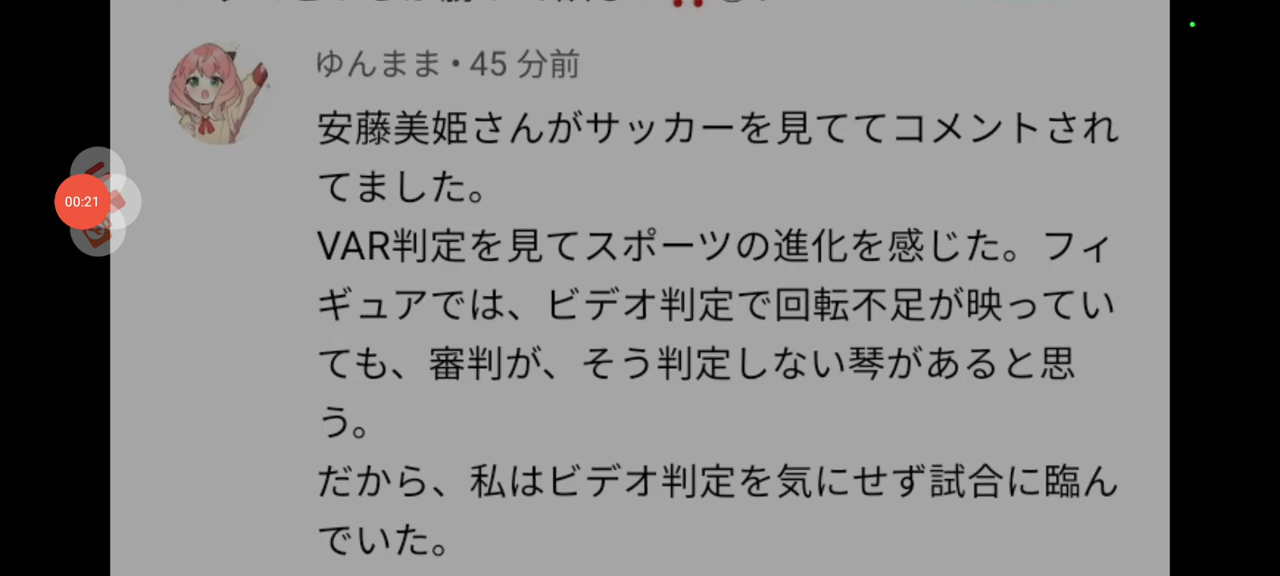 ゆんまま・45 分前
安藤美姫さんがサッカーを見ててコメントされ
てました。
VAR判定を見てスポーツの進化を感じた。フィ
ギュアでは、ビデオ判定で回転不足が映ってい
ても、審判が、そう判定しない琴があると思
う。
だから、私はビデオ判定を気にせず試合に臨ん
でいた。
00:21